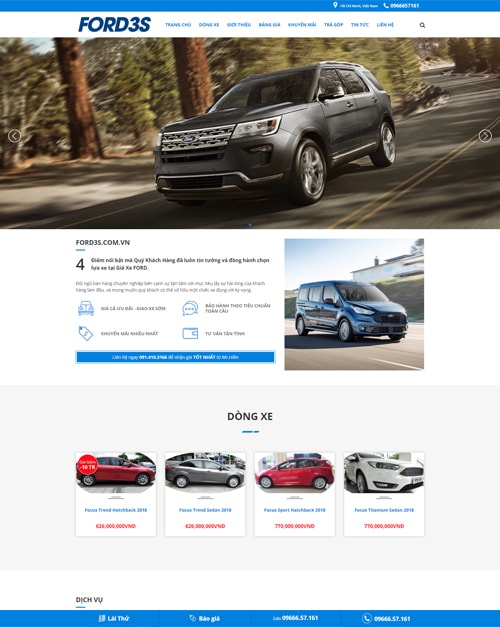 Hồ Chí Minh, Việt Nam 0966657161
FORD3S
TRANG CHỦ DÒNG XE GIỚI THIỆU BẢNG GIÁ KHUYẾN MÃI TRẢ GÓP TIN TỨC LIÊN HỆ
FORD3S.COM.VN
4 Điểm nổi bật mà Quý Khách Hàng đã luôn tin tưởng và đồng hành chọn
lựa xe tại Giá Xe FORD.
Đội ngũ bán hàng chuyên nghiệp bên cạnh sự tận tâm với mục tiêu lấy sự hài lòng của khách
hàng làm đầu, và mong muốn quý khách có thể sở hữu một chiếc xe đúng với kỳ vọng.
GIÁ CẢ ƯU ĐÃI - GIAO XE SỚM
BẢO HÀNH THEO TIÊU CHUẨN
TOÀN CẦU
KHUYẾN MÃI NHIỀU NHẤT
TƯ VẤN TẬN TÌNH
Liên hệ ngay 091.410.3166 để nhận giá TỐT NHẤT từ Mr.Hiền
DÒNG XE
Giá Giảm
-10 TR
Focus Trend Hatchback 2018
626,000,000VNĐ
Focus Trend Sedan 2018
626,000,000VNĐ
Focus Sport Hatchback 2018
770,000,000VNĐ
Focus Titanium Sedan 2018
770,000,000VNĐ
DỊCH VỤ
Lái Thử Báo giá Zalo 09666.57.161 09666.57.161